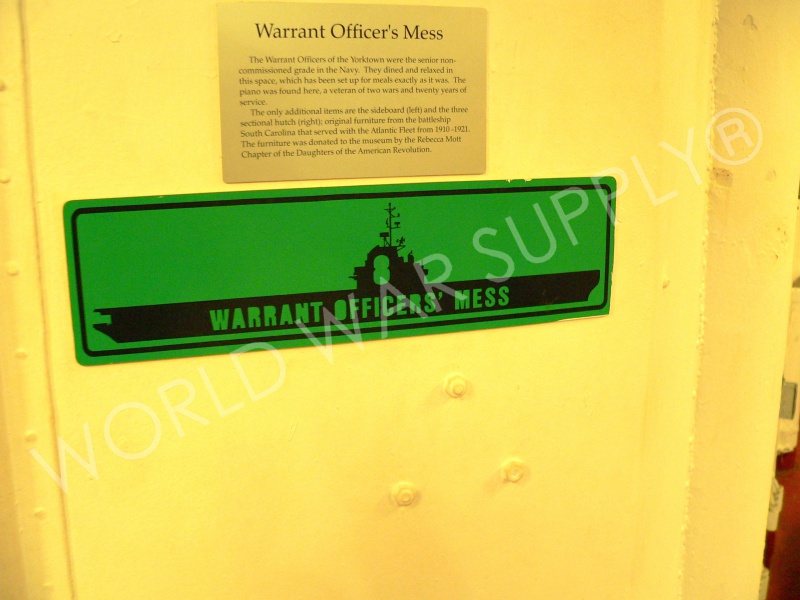 Warrant Officer's Mess
The Warrant Officers of the Yorktown were the senior non-
commissioned grade in the Navy. They dined and relaxed in
this space, which has been set up for meals exactly as it was. The
piano was found here, a veteran of two wars and twenty years of
service.
The only additional items are the sideboard (left) and the three
sectional hutch (right); original furniture from the battleship
South Carolina that served with the Atlantic Fleet from 1910-1921.
The furniture was donated to the museum by the Rebecca Mott
Chapter of the Daughters of the American Revolution.
8
WARRANT OFFICERS' MESS
WORLD WAR SUPPLY®